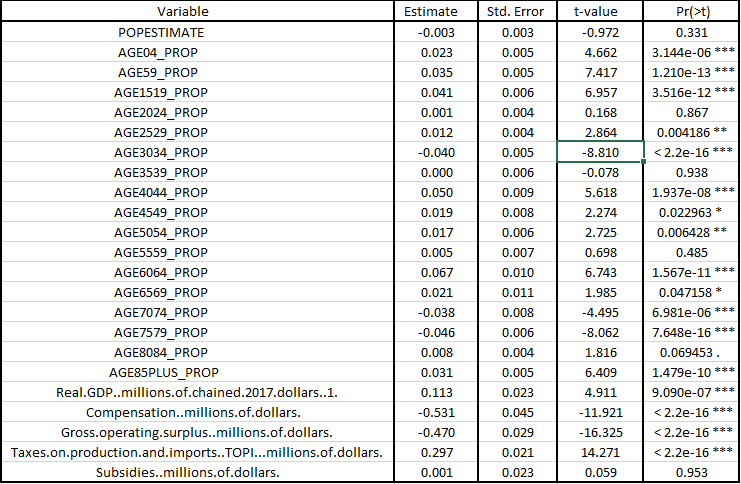 Variable Estimate Std. Error t-value Pr(>t)
POPESTIMATE -0.003 0.003 -0.972 0.331
AGE04_PROP 0.023 0.005 4.662 3.144e-06 ***
AGE59_PROP 0.035 0.005 7.417 1.210e-13 ***
AGE1519_PROP 0.041 0.006 6.957 3.516e-12 ***
AGE2024_PROP 0.001 0.004 0.168 0.867
AGE2529_PROP 0.012 0.004 2.864 0.004186 **
AGE3034_PROP -0.040 0.005 -8.810 < 2.2e-16 ***
AGE3539_PROP 0.000 0.006 -0.078 0.938
AGE4044_PROP 0.050 0.009 5.618 1.937e-08 ***
AGE4549_PROP 0.019 0.008 2.274 0.022963 *
AGE5054_PROP 0.017 0.006 2.725 0.006428 **
AGE5559_PROP 0.005 0.007 0.698 0.485
AGE6064_PROP 0.067 0.010 6.743 1.567e-11 ***
AGE6569_PROP 0.021 0.011 1.985 0.047158 *
AGE7074_PROP -0.038 0.008 -4.495 6.981e-06 ***
AGE7579_PROP -0.046 0.006 -8.062 7.648e-16 ***
AGE8084_PROP 0.008 0.004 1.816 0.069453 .
AGE85PLUS_PROP 0.031 0.005 6.409 1.479e-10 ***
Real.GDP..millions.of.chained.2017.dollars..1. 0.113 0.023 4.911 9.090e-07 ***
Compensation..millions.of.dollars. -0.531 0.045 -11.921 < 2.2e-16 ***
Gross.operating.surplus..millions.of.dollars. -0.470 0.029 -16.325 < 2.2e-16 ***
Taxes.on.production.and.imports..TOPI...millions.of.dollars. 0.297 0.021 14.271 < 2.2e-16 ***
Subsidies..millions.of.dollars. 0.001 0.023 0.059 0.953